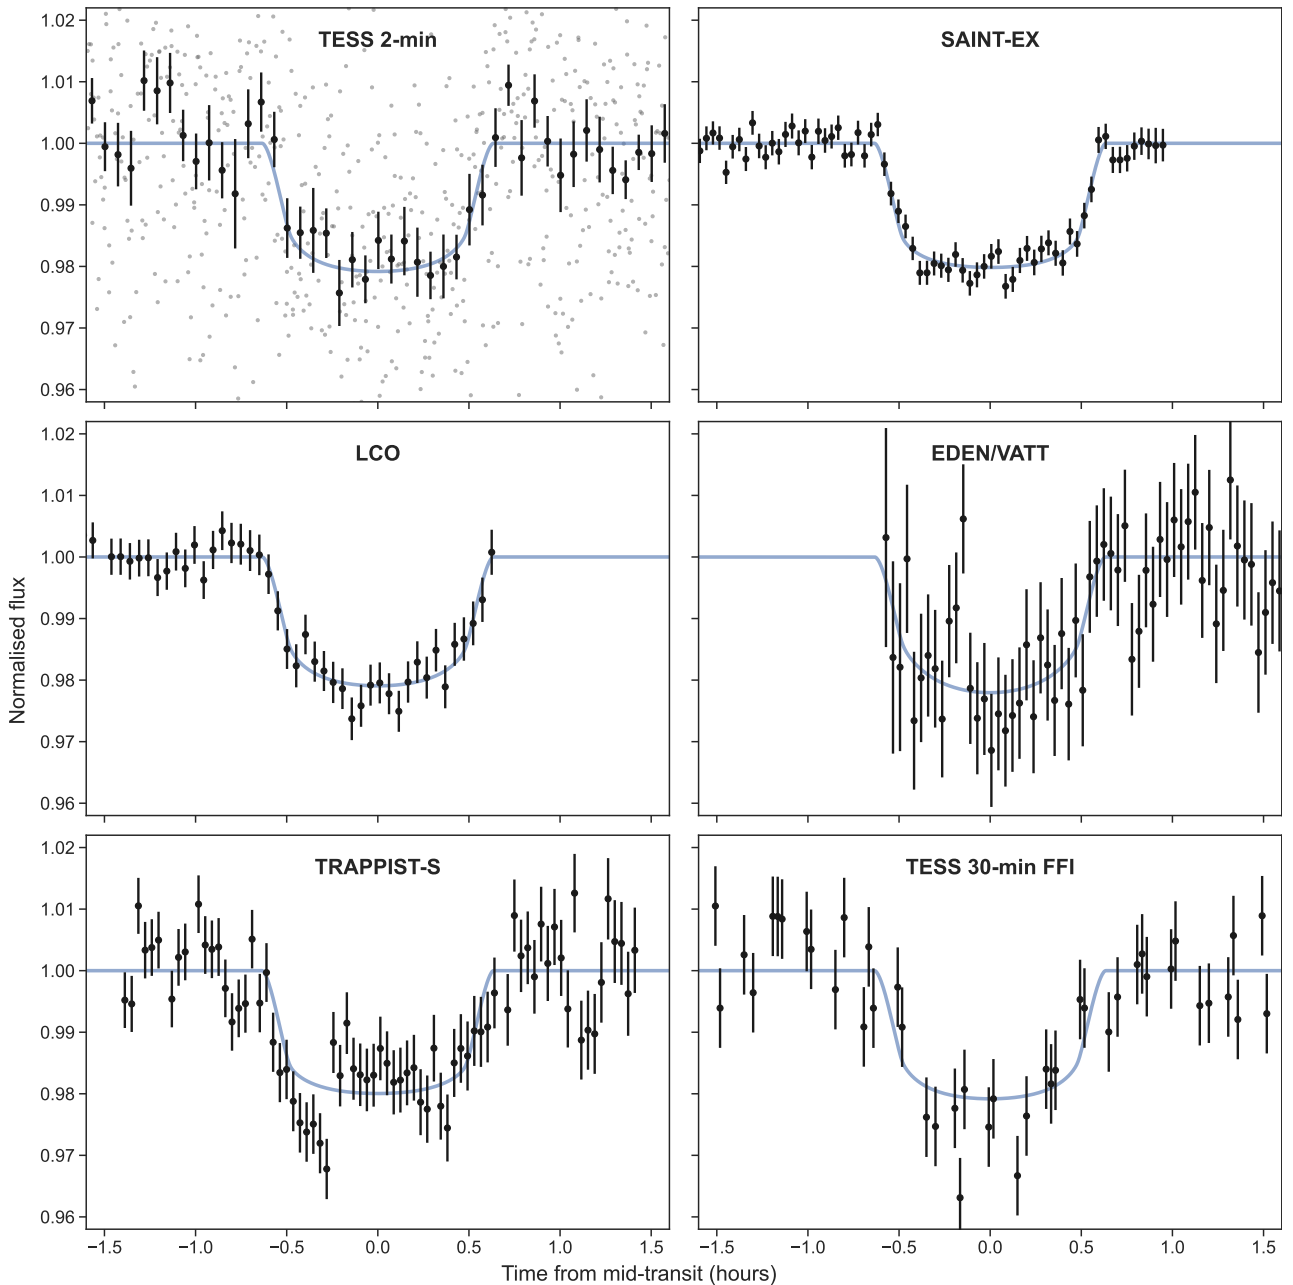 TESS 2-min
SAINT-EX
1.02
1.01
1.00
0.99
0.98
0.97
0.96
LCO
EDEN/VATT
1.02
1.01
1.00
0.99
0.98
0.97
0.96
Normalised flux
TRAPPIST-S
TESS 30-min FFI
1.02
1.01
1.00
0.99
0.98
0.97
0.96
−1.5 −1.0 −0.5 0.0 0.5 1.0 1.5
−1.5 −1.0 −0.5 0.0 0.5 1.0 1.5
Time from mid-transit (hours)